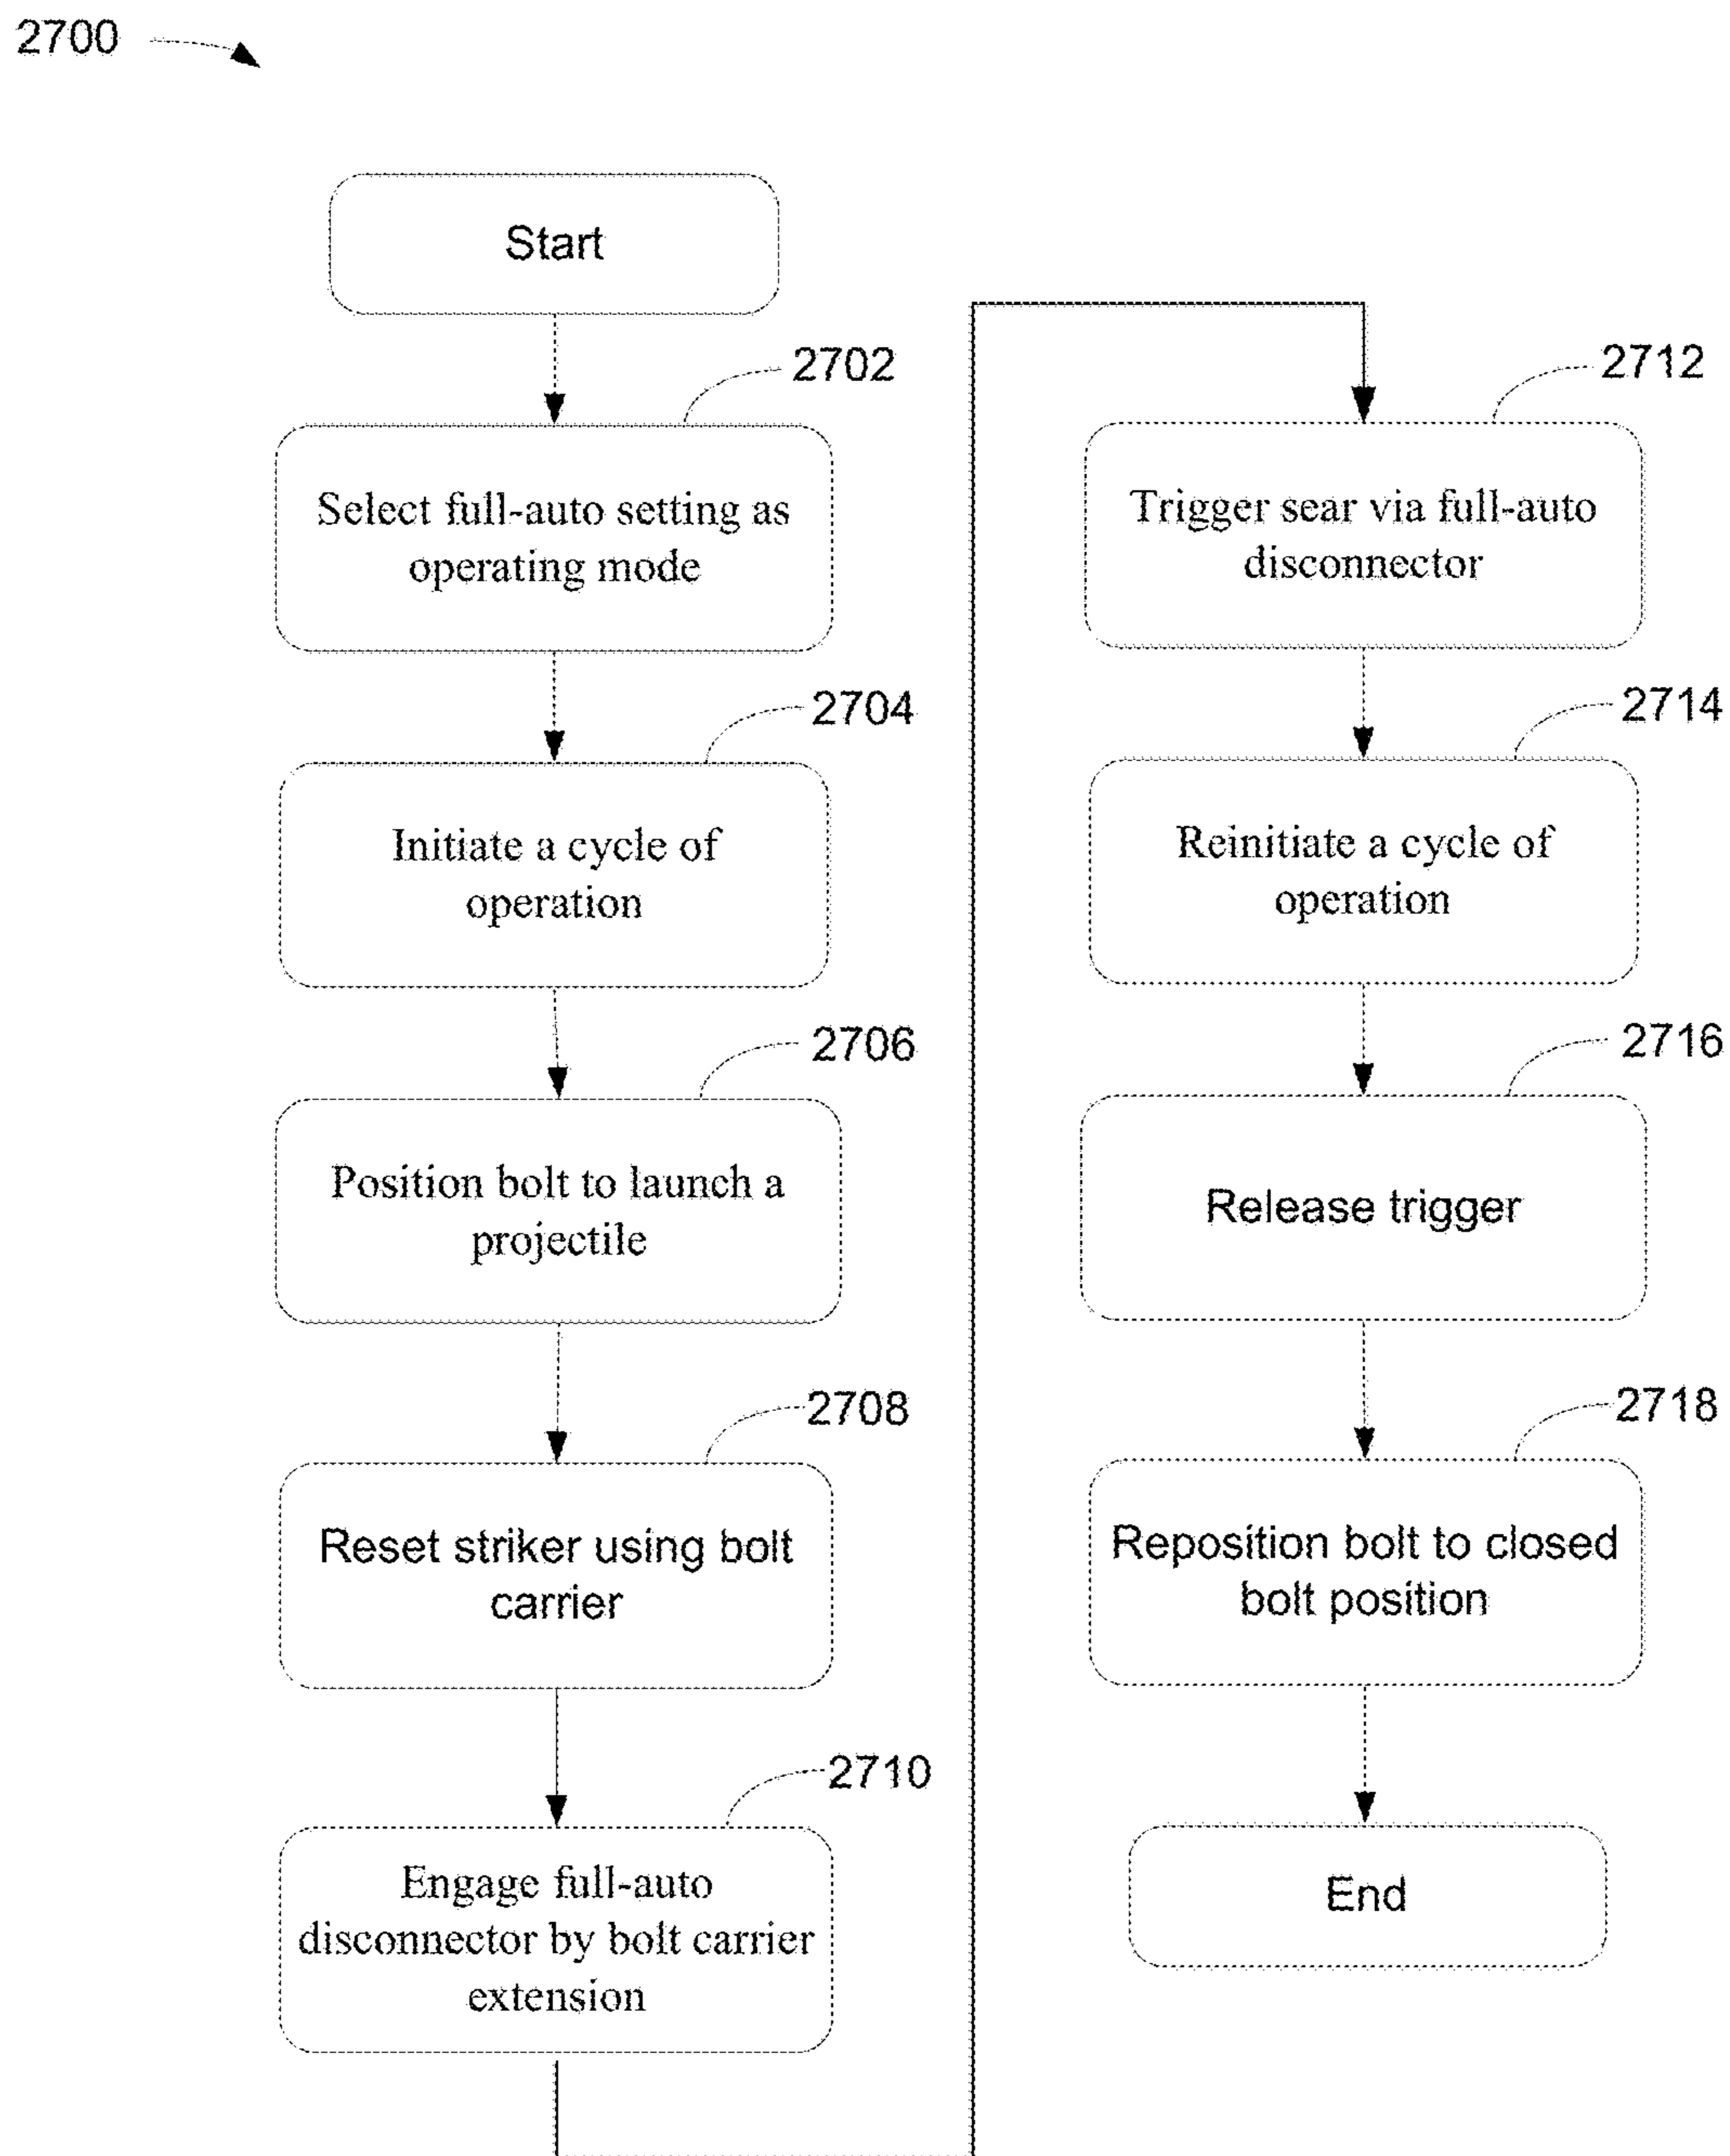 2700
Start
2702
Select full-auto setting as
operating mode
2704
Initiate a cycle of
operation
2706
Position bolt to launch a
projectile
2708
Reset striker using bolt
carrier
2710
Engage full-auto
disconnector by bolt carrier
extension
2712
Trigger sear via full-auto
disconnector
2714
Reinitiate a cycle of
operation
2716
Release trigger
2718
Reposition bolt to closed
bolt position
End